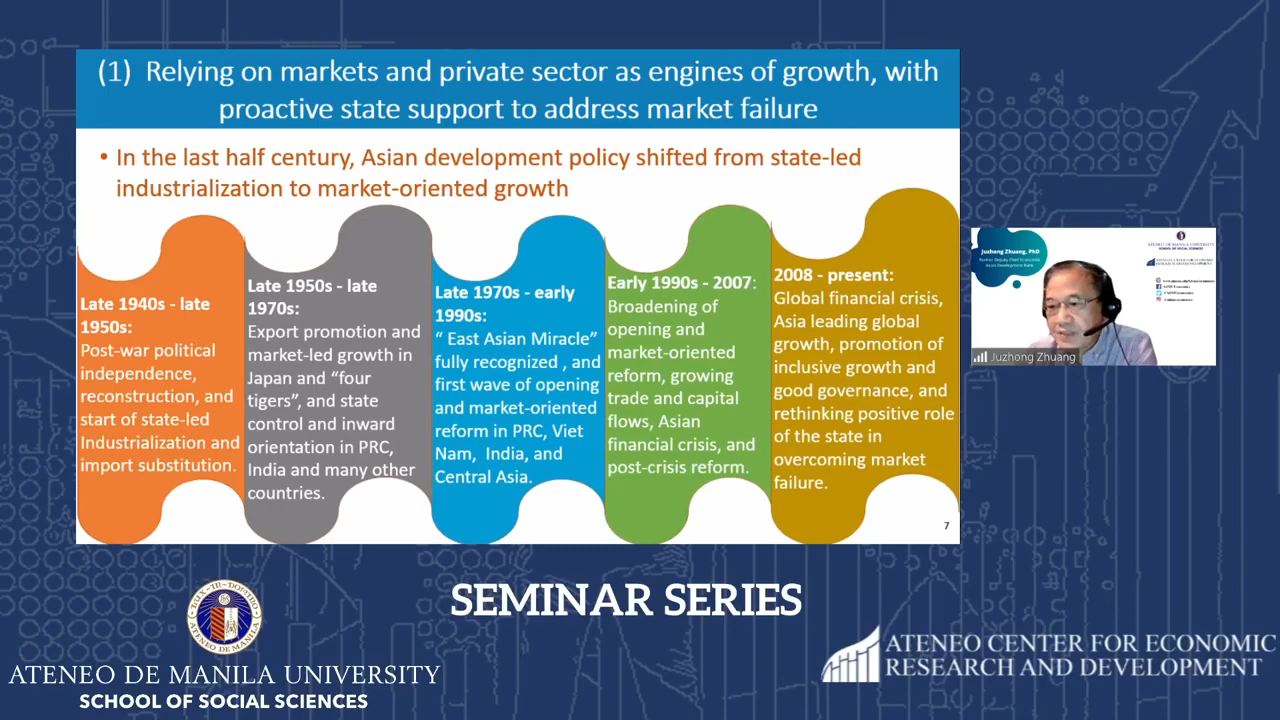 (1) Relying on markets and private sector as engines of growth, with
proactive state support to address market failure
• In the last half century, Asian development policy shifted from state-led
industrialization to market-oriented growth
Late 1940s - late
1950s:
Post-war political
independence,
reconstruction, and
start of state-led
Industrialization and
import substitution.
Late 1950s - late
1970s:
Export promotion and
market-led growth in
Japan and “four
tigers”, and state
control and inward
orientation in PRC,
India and many other
countries.
Late 1970s - early
1990s:
“ East Asian Miracle”
fully recognized , and
first wave of opening
and market-oriented
reform in PRC, Viet
Nam, India, and
Central Asia.
Early 1990s - 2007:
Broadening of
opening and
market-oriented
reform, growing
trade and capital
flows, Asian
financial crisis, and
post-crisis reform.
2008 - present:
Global financial crisis,
Asia leading global
growth, promotion of
inclusive growth and
good governance, and
rethinking positive role
of the state in
overcoming market
failure.
7
Juzhong Zhuang, PhD
ATENEO DE MANILA UNIVERSITY
SCHOOL OF SOCIAL SCIENCES
Juzhong Zhuang
SEMINAR SERIES
ATENEO DE MANILA UNIVERSITY
SCHOOL OF SOCIAL SCIENCES
ATENEO CENTER FOR ECONOMIC
RESEARCH AND DEVELOPMENT